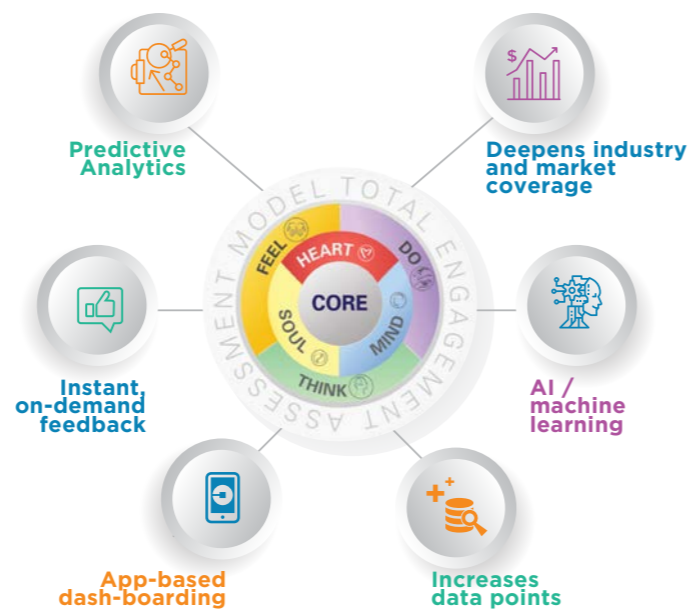 Predictive
Analytics
Deepens industry
and market
coverage
TOTAL ENGAGEMENT ASSESSMENT MODEL
FEEL
HEART
DO
CORE
SOUL
MIND
THINK
Instant,
on-demand
feedback
AI /
machine
learning
App-based
dash-boarding
Increases
data points
$